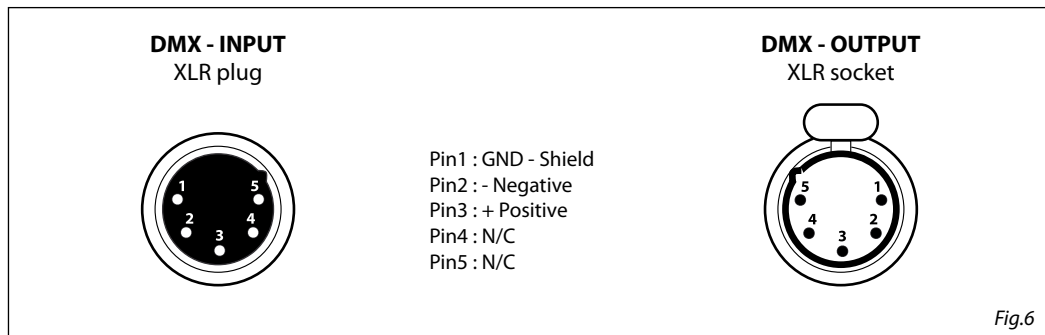 DMX - INPUT
XLR plug
1
5
2
4
3
Pin1 : GND - Shield
Pin2 : - Negative
Pin3 : + Positive
Pin4 : N/C
Pin5 : N/C
DMX - OUTPUT
XLR socket
5
1
4
2
3
Fig.6